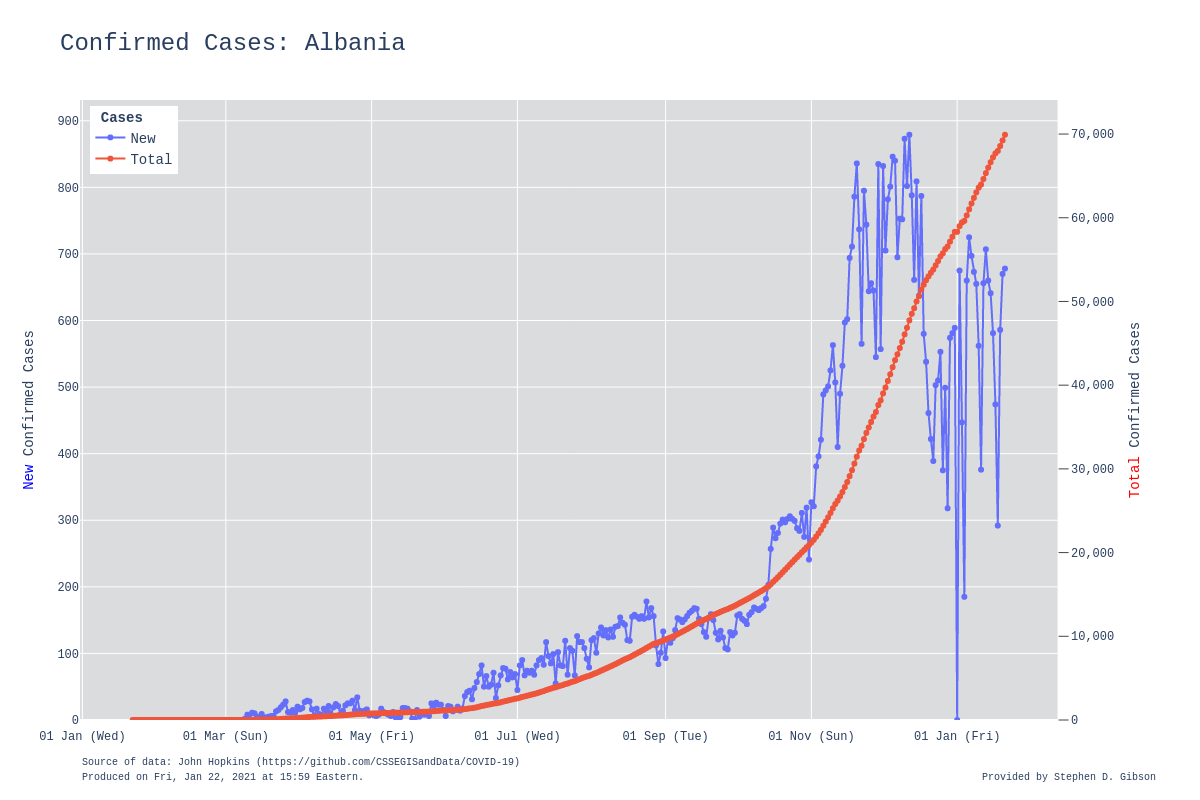 Confirmed Cases: Albania
Cases
New
Total
900
800
700
600
500
400
300
200
100
0
70,000
60,000
50,000
40,000
30,000
20,000
10,000
0
New Confirmed Cases
Total Confirmed Cases
01 Jan (Wed) 01 Mar (Sun) 01 May (Fri) 01 Jul (Wed) 01 Sep (Tue) 01 Nov (Sun) 01 Jan (Fri)
Source of data: John Hopkins (https://github.com/CSSEGISandData/COVID-19)
Produced on Fri, Jan 22, 2021 at 15:59 Eastern.
Provided by Stephen D. Gibson